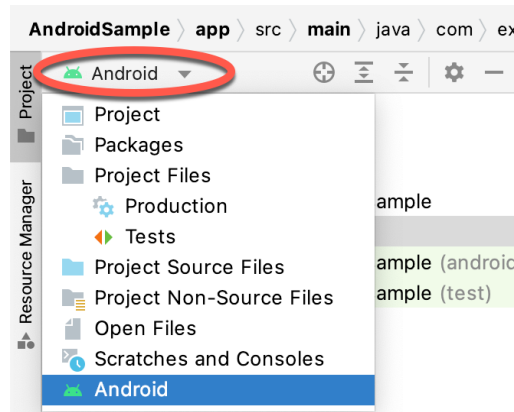 AndroidSample 〉 app 〉 src 〉 main 〉 java 〉 com 〉 ex
Android
Project
Project
Packages
Project Files
Production
ample
Tests
Resource Manager
Project Source Files
ample (android
Project Non-Source Files
ample (test)
Open Files
Scratches and Consoles
Android